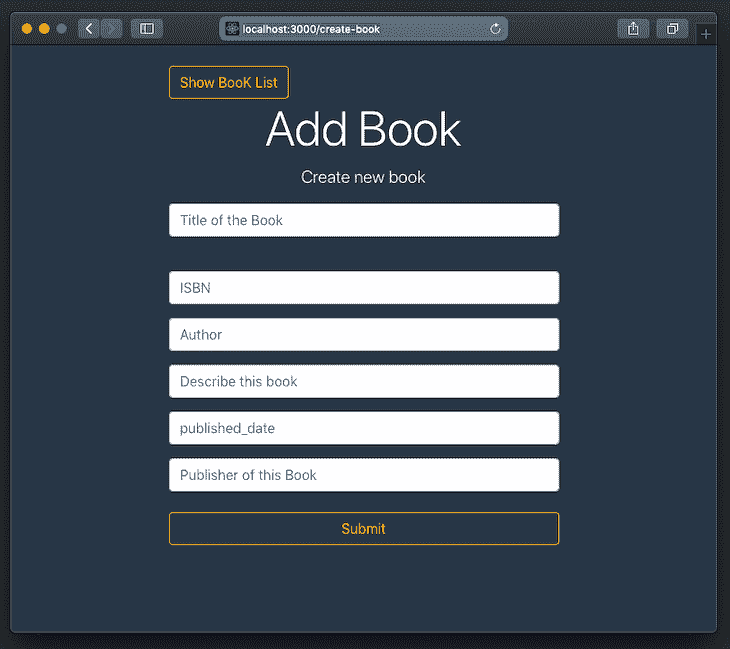 localhost:3000/create-book
Show BooK List
Add Book
Create new book
Title of the Book
ISBN
Author
Describe this book
published_date
Publisher of this Book
Submit